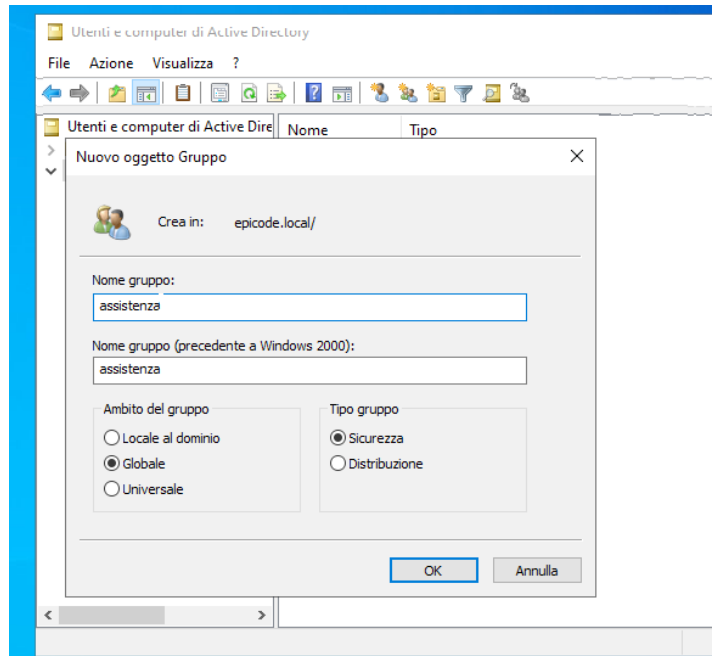 Utenti e computer di Active Directory
File Azione Visualizza ?
Utenti e computer di Active Dire
Nome Tipo
Nuovo oggetto Gruppo
Crea in: epicode.local/
Nome gruppo:
assistenza
Nome gruppo (precedente a Windows 2000):
assistenza
Ambito del gruppo
Locale al dominio
Globale
Universale
Tipo gruppo
Sicurezza
Distribuzione
OK Annulla